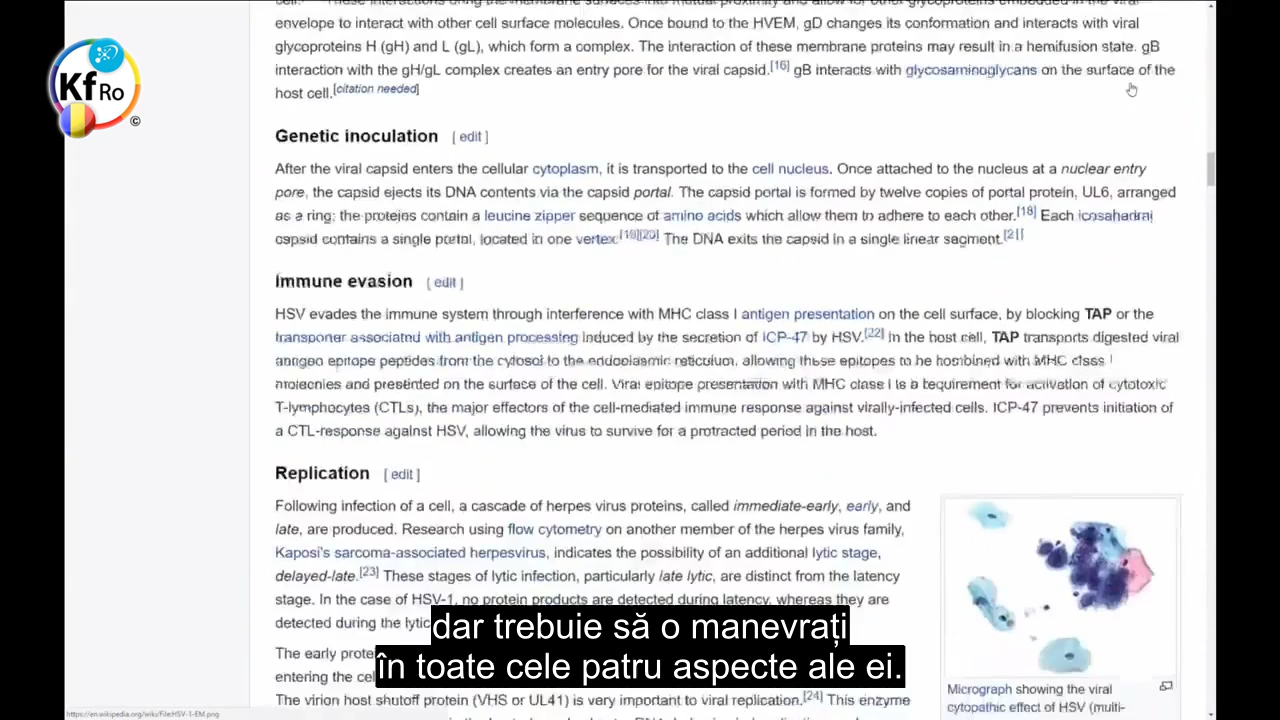 envelope to interact with other cell surface molecules. Once bound to the HVEM, gD changes its conformation and interacts with viral
glycoproteins H (gH) and L (gL), which form a complex. The interaction of these membrane proteins may result in a hemifusion state. gB
interaction with the gH/gL complex creates an entry pore for the viral capsid.[16] gB interacts with glycosaminoglycans on the surface of the
host cell.[citation needed]
Kf Ro
©
Genetic inoculation [ edit ]
After the viral capsid enters the cellular cytoplasm, it is transported to the cell nucleus. Once attached to the nucleus at a nuclear entry
pore, the capsid ejects its DNA contents via the capsid portal. The capsid portal is formed by twelve copies of portal protein, UL6, arranged
as a ring; the proteins contain a leucine zipper sequence of amino acids which allow them to adhere to each other.[18] Each icosahedral
capsid contains a single portal, located in one vertex.[19][20] The DNA exits the capsid in a single linear segment.[21]
Immune evasion [ edit ]
HSV evades the immune system through interference with MHC class I antigen presentation on the cell surface, by blocking TAP or the
transporter associated with antigen processing induced by the secretion of ICP-47 by HSV.[22] In the host cell, TAP transports digested viral
antigen epitope peptides from the cytosol to the endoplasmic reticulum, allowing these epitopes to be combined with MHC class I
molecules and presented on the surface of the cell. Viral epitope presentation with MHC class I is a requirement for activation of cytotoxic
T-lymphocytes (CTLs), the major effectors of the cell-mediated immune response against virally-infected cells. ICP-47 prevents initiation of
a CTL-response against HSV, allowing the virus to survive for a protracted period in the host.
Replication [ edit ]
Following infection of a cell, a cascade of herpes virus proteins, called immediate-early, early, and
late, are produced. Research using flow cytometry on another member of the herpes virus family,
Kaposi's sarcoma-associated herpesvirus, indicates the possibility of an additional lytic stage,
delayed-late.[23] These stages of lytic infection, particularly late lytic, are distinct from the latency
stage. In the case of HSV-1, no protein products are detected during latency, whereas they are
detected during the lytic
dar trebuie să o manevrați
în toate cele patru aspecte ale ei.
The early
entering the cel
The virion host shutoff protein (VHS or UL41) is very important to viral replication.[24] This enzyme
Micrograph showing the viral
cytopathic effect of HSV (multi-
https://en.wikipedia.org/wiki/File:HSV-1-EM.png